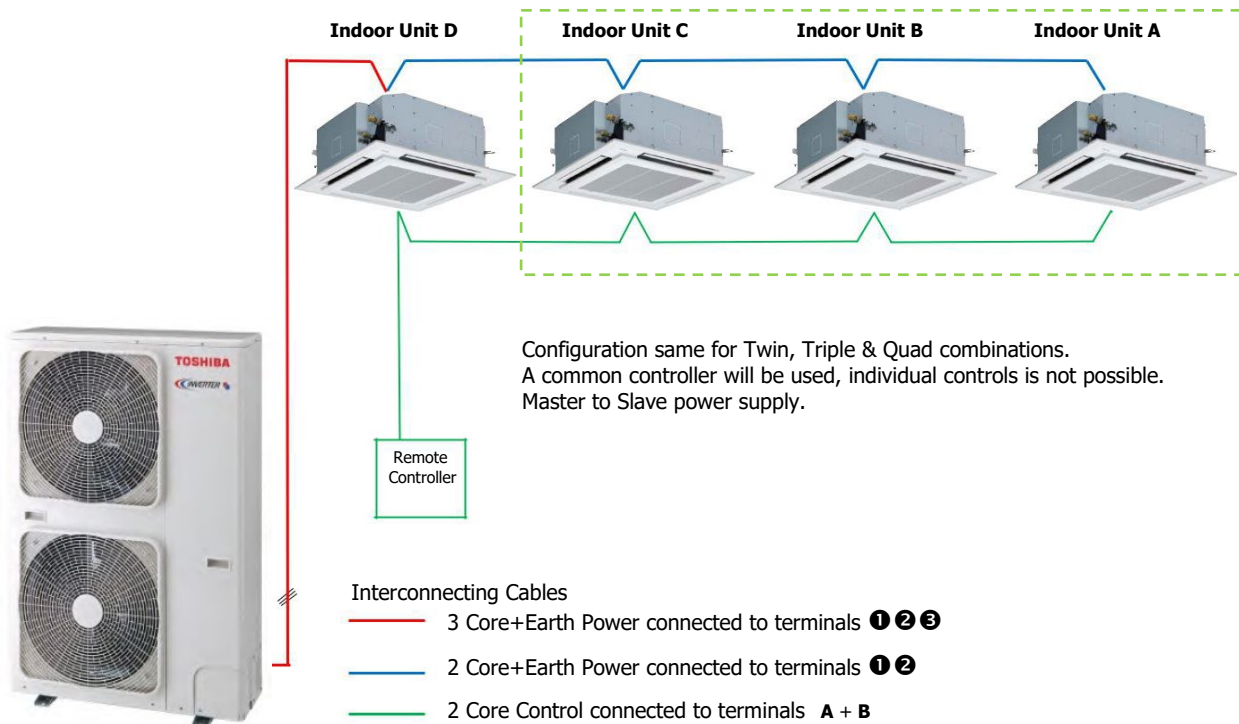 Indoor Unit D
Indoor Unit C
Indoor Unit B
Indoor Unit A
TOSHIBA
INVERTER
Configuration same for Twin, Triple & Quad combinations.
A common controller will be used, individual controls is not possible.
Master to Slave power supply.
Remote
Controller
Interconnecting Cables
3 Core+Earth Power connected to terminals ❶❷❸
2 Core+Earth Power connected to terminals ❶❷
2 Core Control connected to terminals A + B